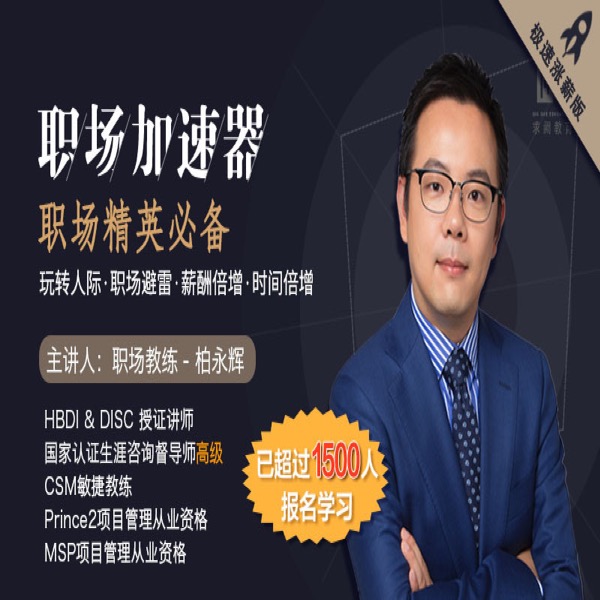 极速涨薪版
职场加速器
求阅教育
职场精英必备
玩转人际·职场避雷·薪酬倍增·时间倍增
主讲人：职场教练 - 柏永辉
HBDI & DISC 授证讲师
国家认证生涯咨询督导师高级
CSM敏捷教练
Prince2项目管理从业资格
MSP项目管理从业资格
已超过1500人
报名学习